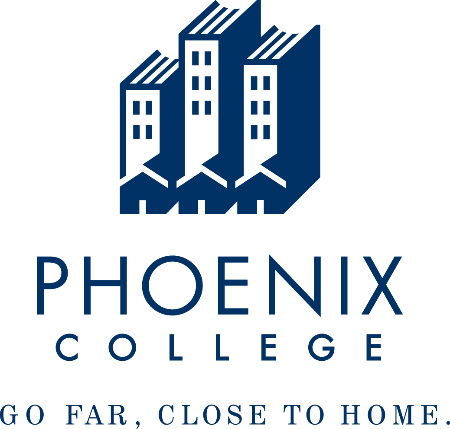 PHOENIX
COLLEGE
GO FAR, CLOSE TO HOME.